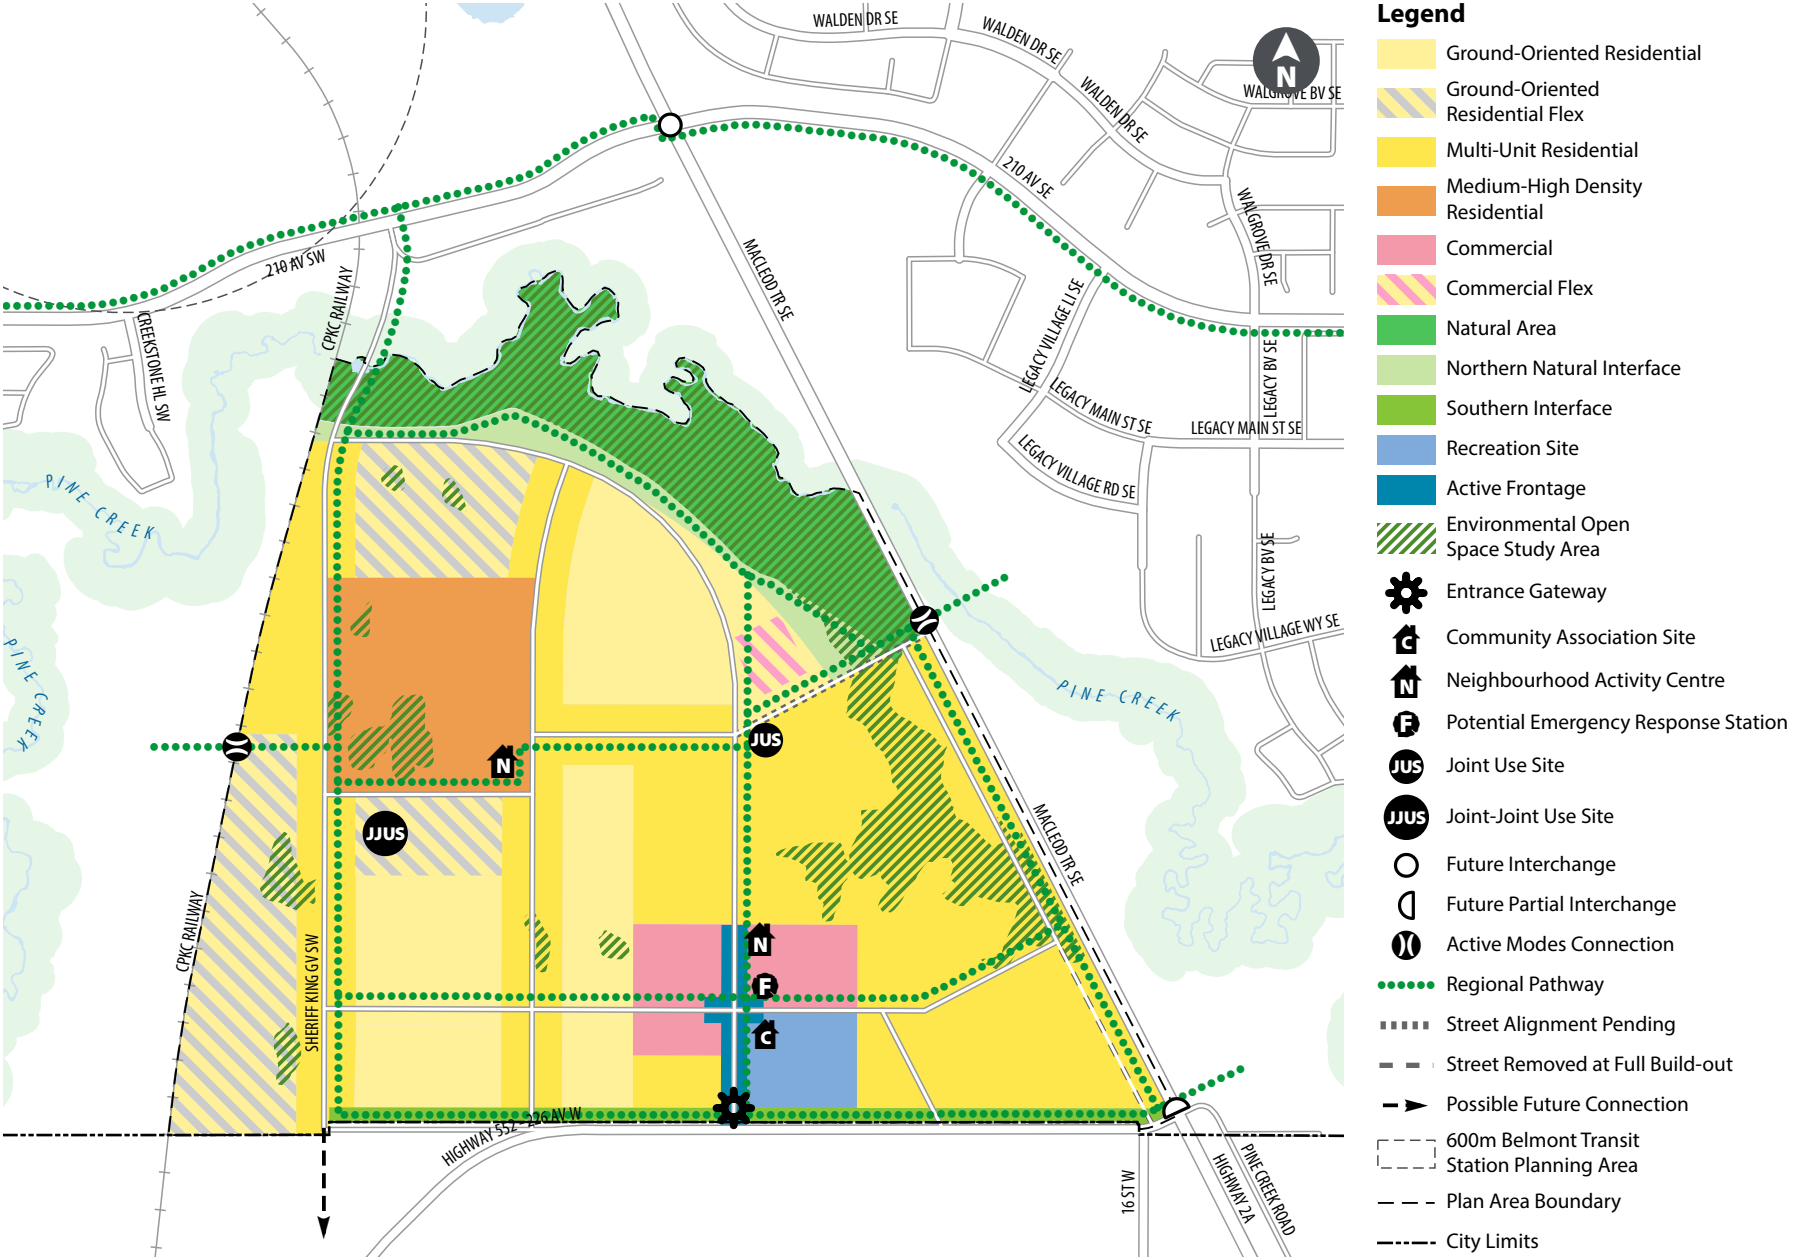 WALDEN DR SE
WALDEN DR SE
WALDEN DR SE
N
WALGROVE BV SE
WALGROVE DR SE
210 AV SE
210 AV SW
MACLEOD TR SE
CPKC RAILWAY
CREEKSTONE HL SW
LEGACY VILLAGE LI SE
LEGACY BV SE
LEGACY MAIN ST SE
LEGACY MAIN ST SE
LEGACY VILLAGE RD SE
PINE CREEK
LEGACY BV SE
LEGACY VILLAGE WY SE
PINE CREEK
PINE CREEK
JUS
N
JJUS
MACLEOD TR SE
CPKC RAILWAY
SHERIFF KING GV SW
N
F
C
HIGHWAY 552 - 226 AV W
16 ST W
HIGHWAY 2A
PINE CREEK ROAD
Legend
Ground-Oriented Residential
Ground-Oriented
Residential Flex
Multi-Unit Residential
Medium-High Density
Residential
Commercial
Commercial Flex
Natural Area
Northern Natural Interface
Southern Interface
Recreation Site
Active Frontage
Environmental Open
Space Study Area
Entrance Gateway
C Community Association Site
N Neighbourhood Activity Centre
F Potential Emergency Response Station
JUS Joint Use Site
JJUS Joint-Joint Use Site
Future Interchange
Future Partial Interchange
Active Modes Connection
Regional Pathway
Street Alignment Pending
Street Removed at Full Build-out
Possible Future Connection
600m Belmont Transit
Station Planning Area
Plan Area Boundary
City Limits